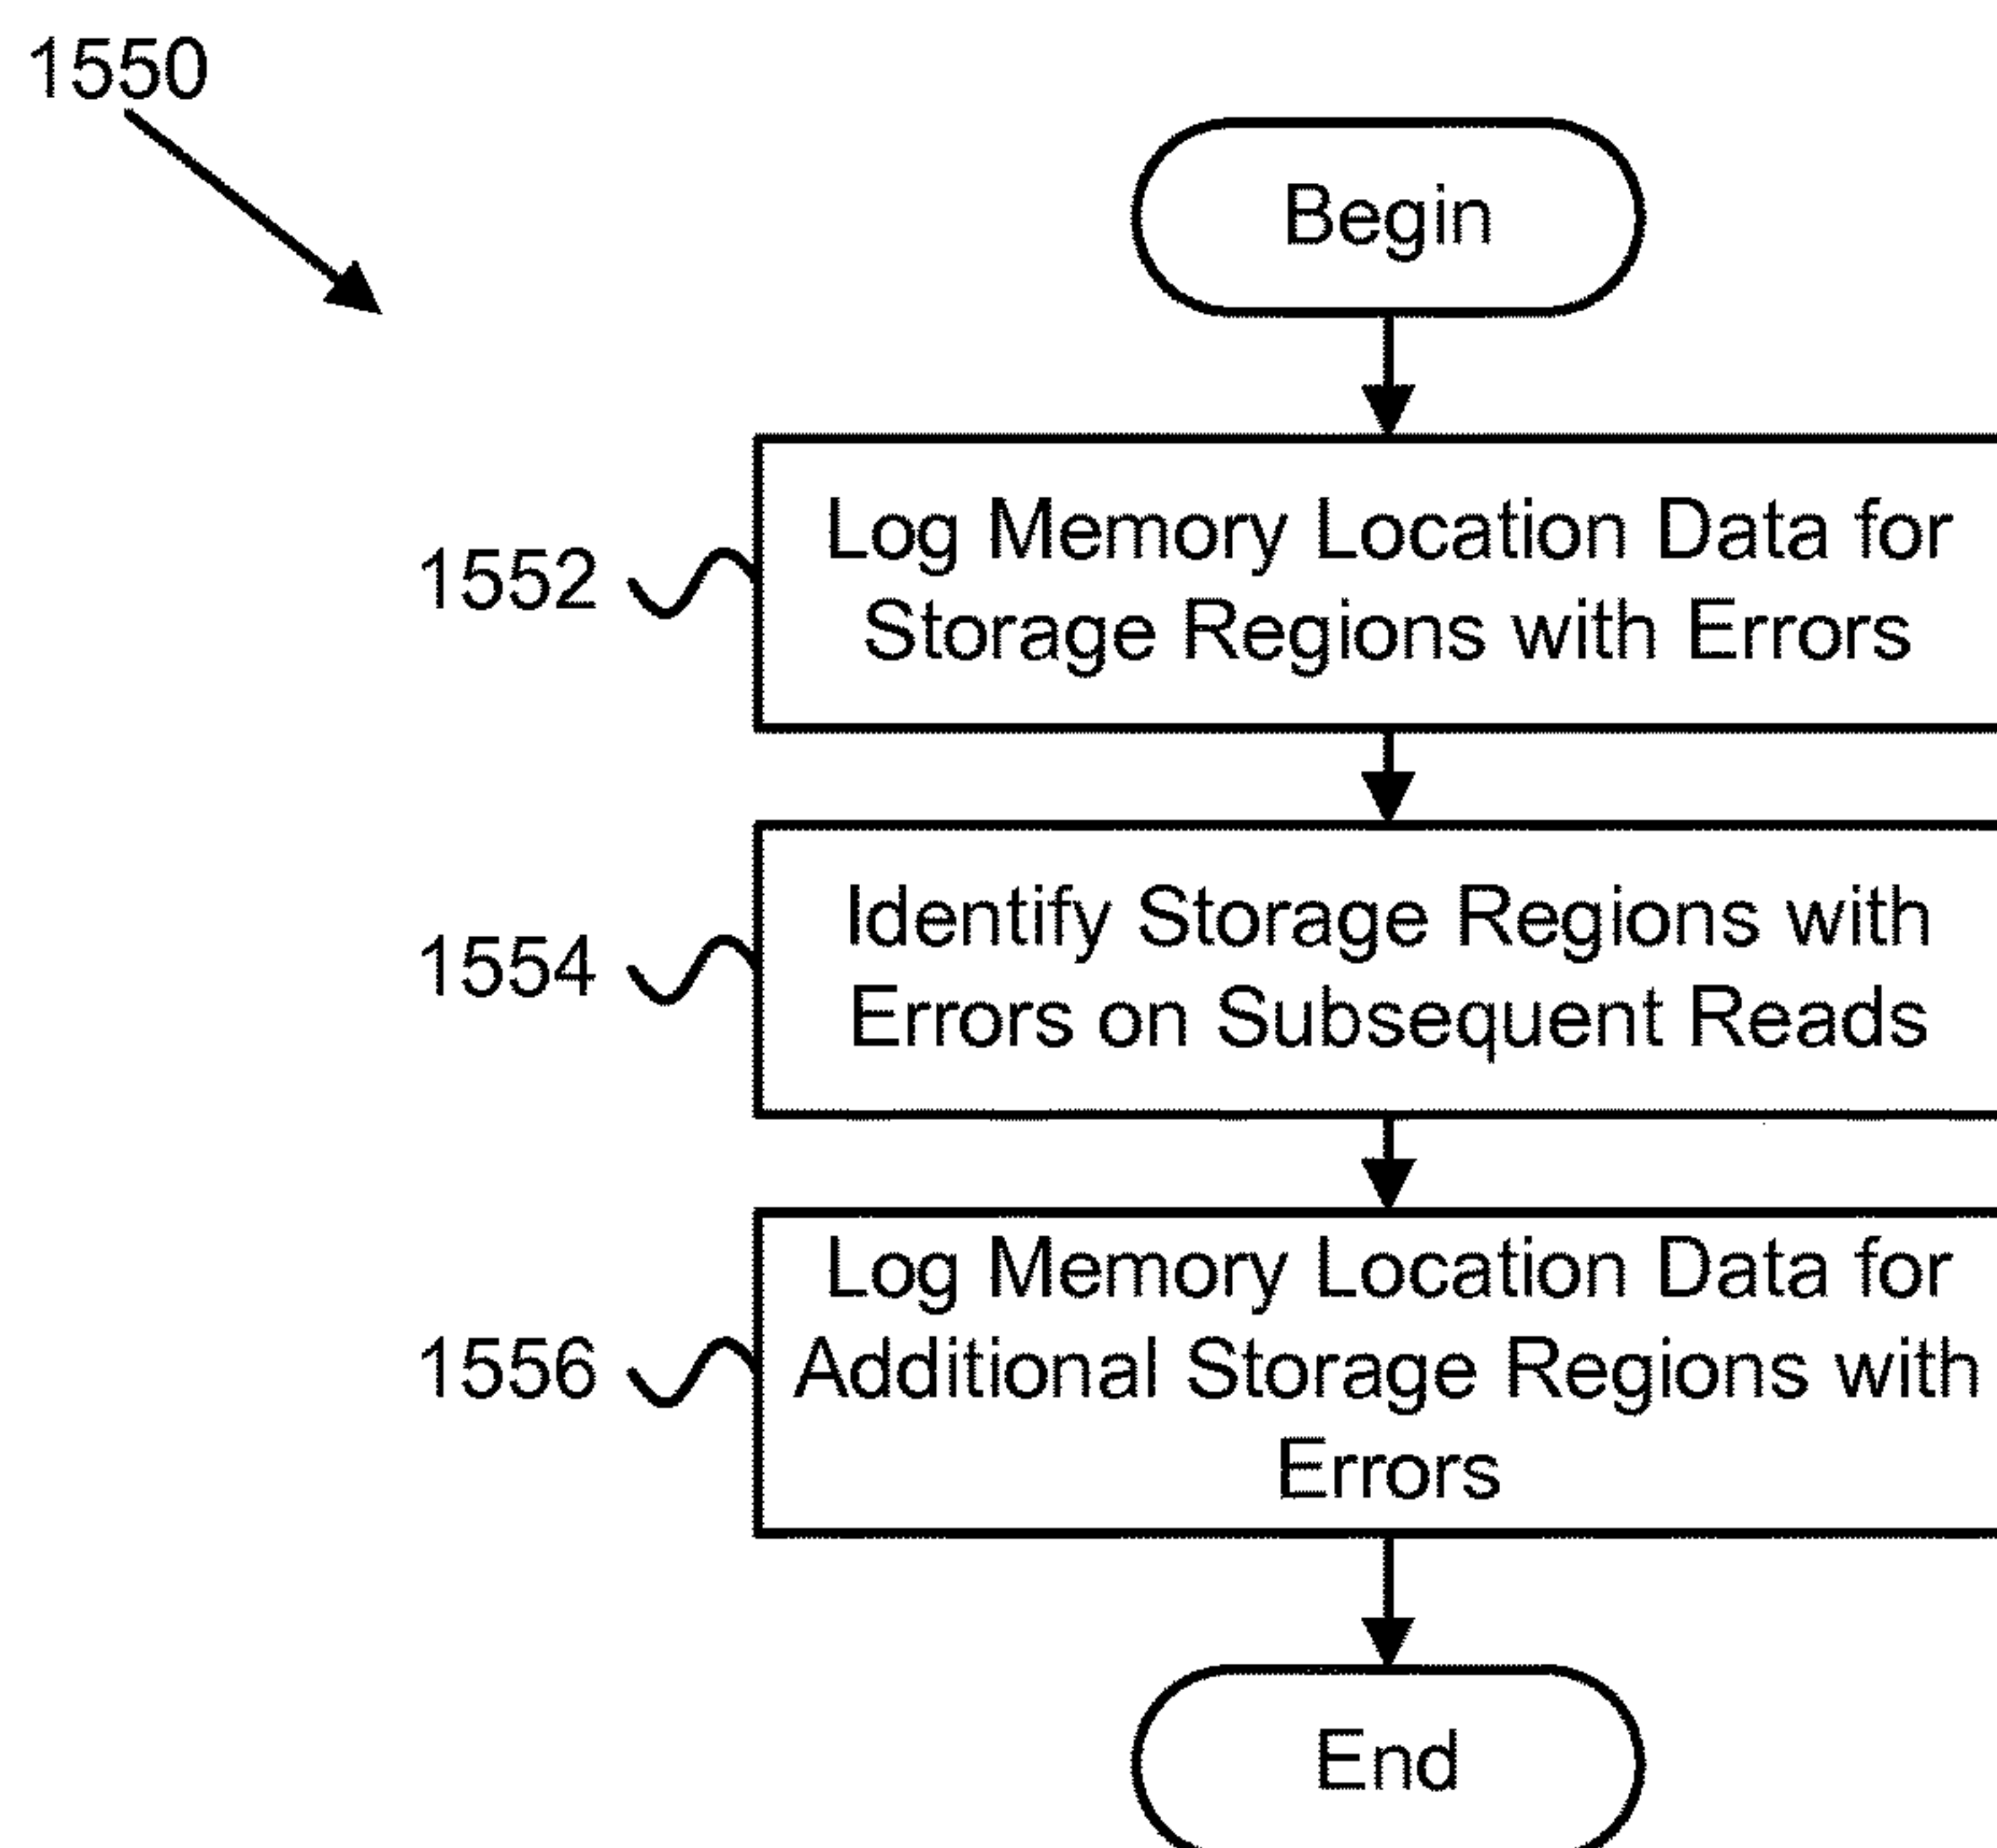 1550
Begin
1552
Log Memory Location Data for
Storage Regions with Errors
1554
Identify Storage Regions with
Errors on Subsequent Reads
1556
Log Memory Location Data for
Additional Storage Regions with
Errors
End